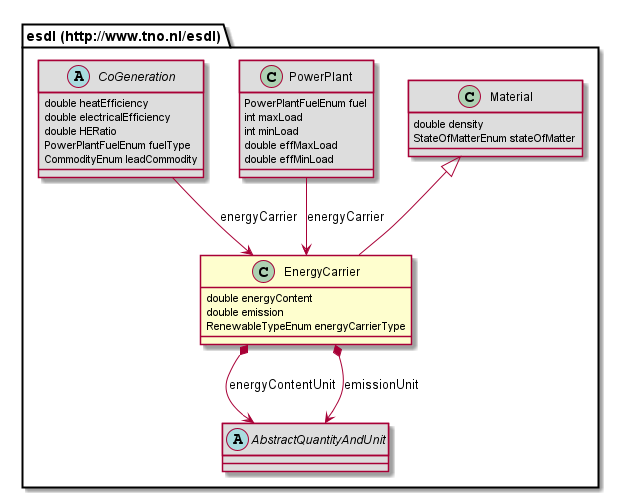 esdl (http://www.tno.nl/esdl)
A CoGeneration
double heatEfficiency
double electricalEfficiency
double HERatio
PowerPlantFuelEnum fuelType
CommodityEnum leadCommodity
C PowerPlant
PowerPlantFuelEnum fuel
int maxLoad
int minLoad
double effMaxLoad
double effMinLoad
C Material
double density
StateOfMatterEnum stateOfMatter
energyCarrier
energyCarrier
C EnergyCarrier
double energyContent
double emission
RenewableTypeEnum energyCarrierType
energyContentUnit
emissionUnit
A AbstractQuantityAndUnit